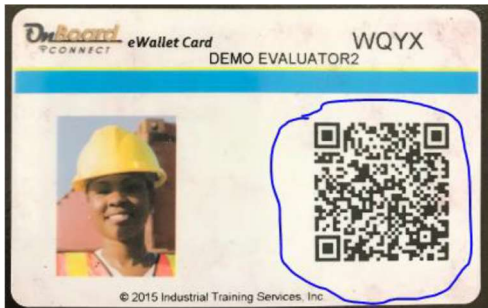 OnBoard
CONNECT
eWallet Card
WQYX
DEMO EVALUATOR2
© 2015 Industrial Training Services, Inc.